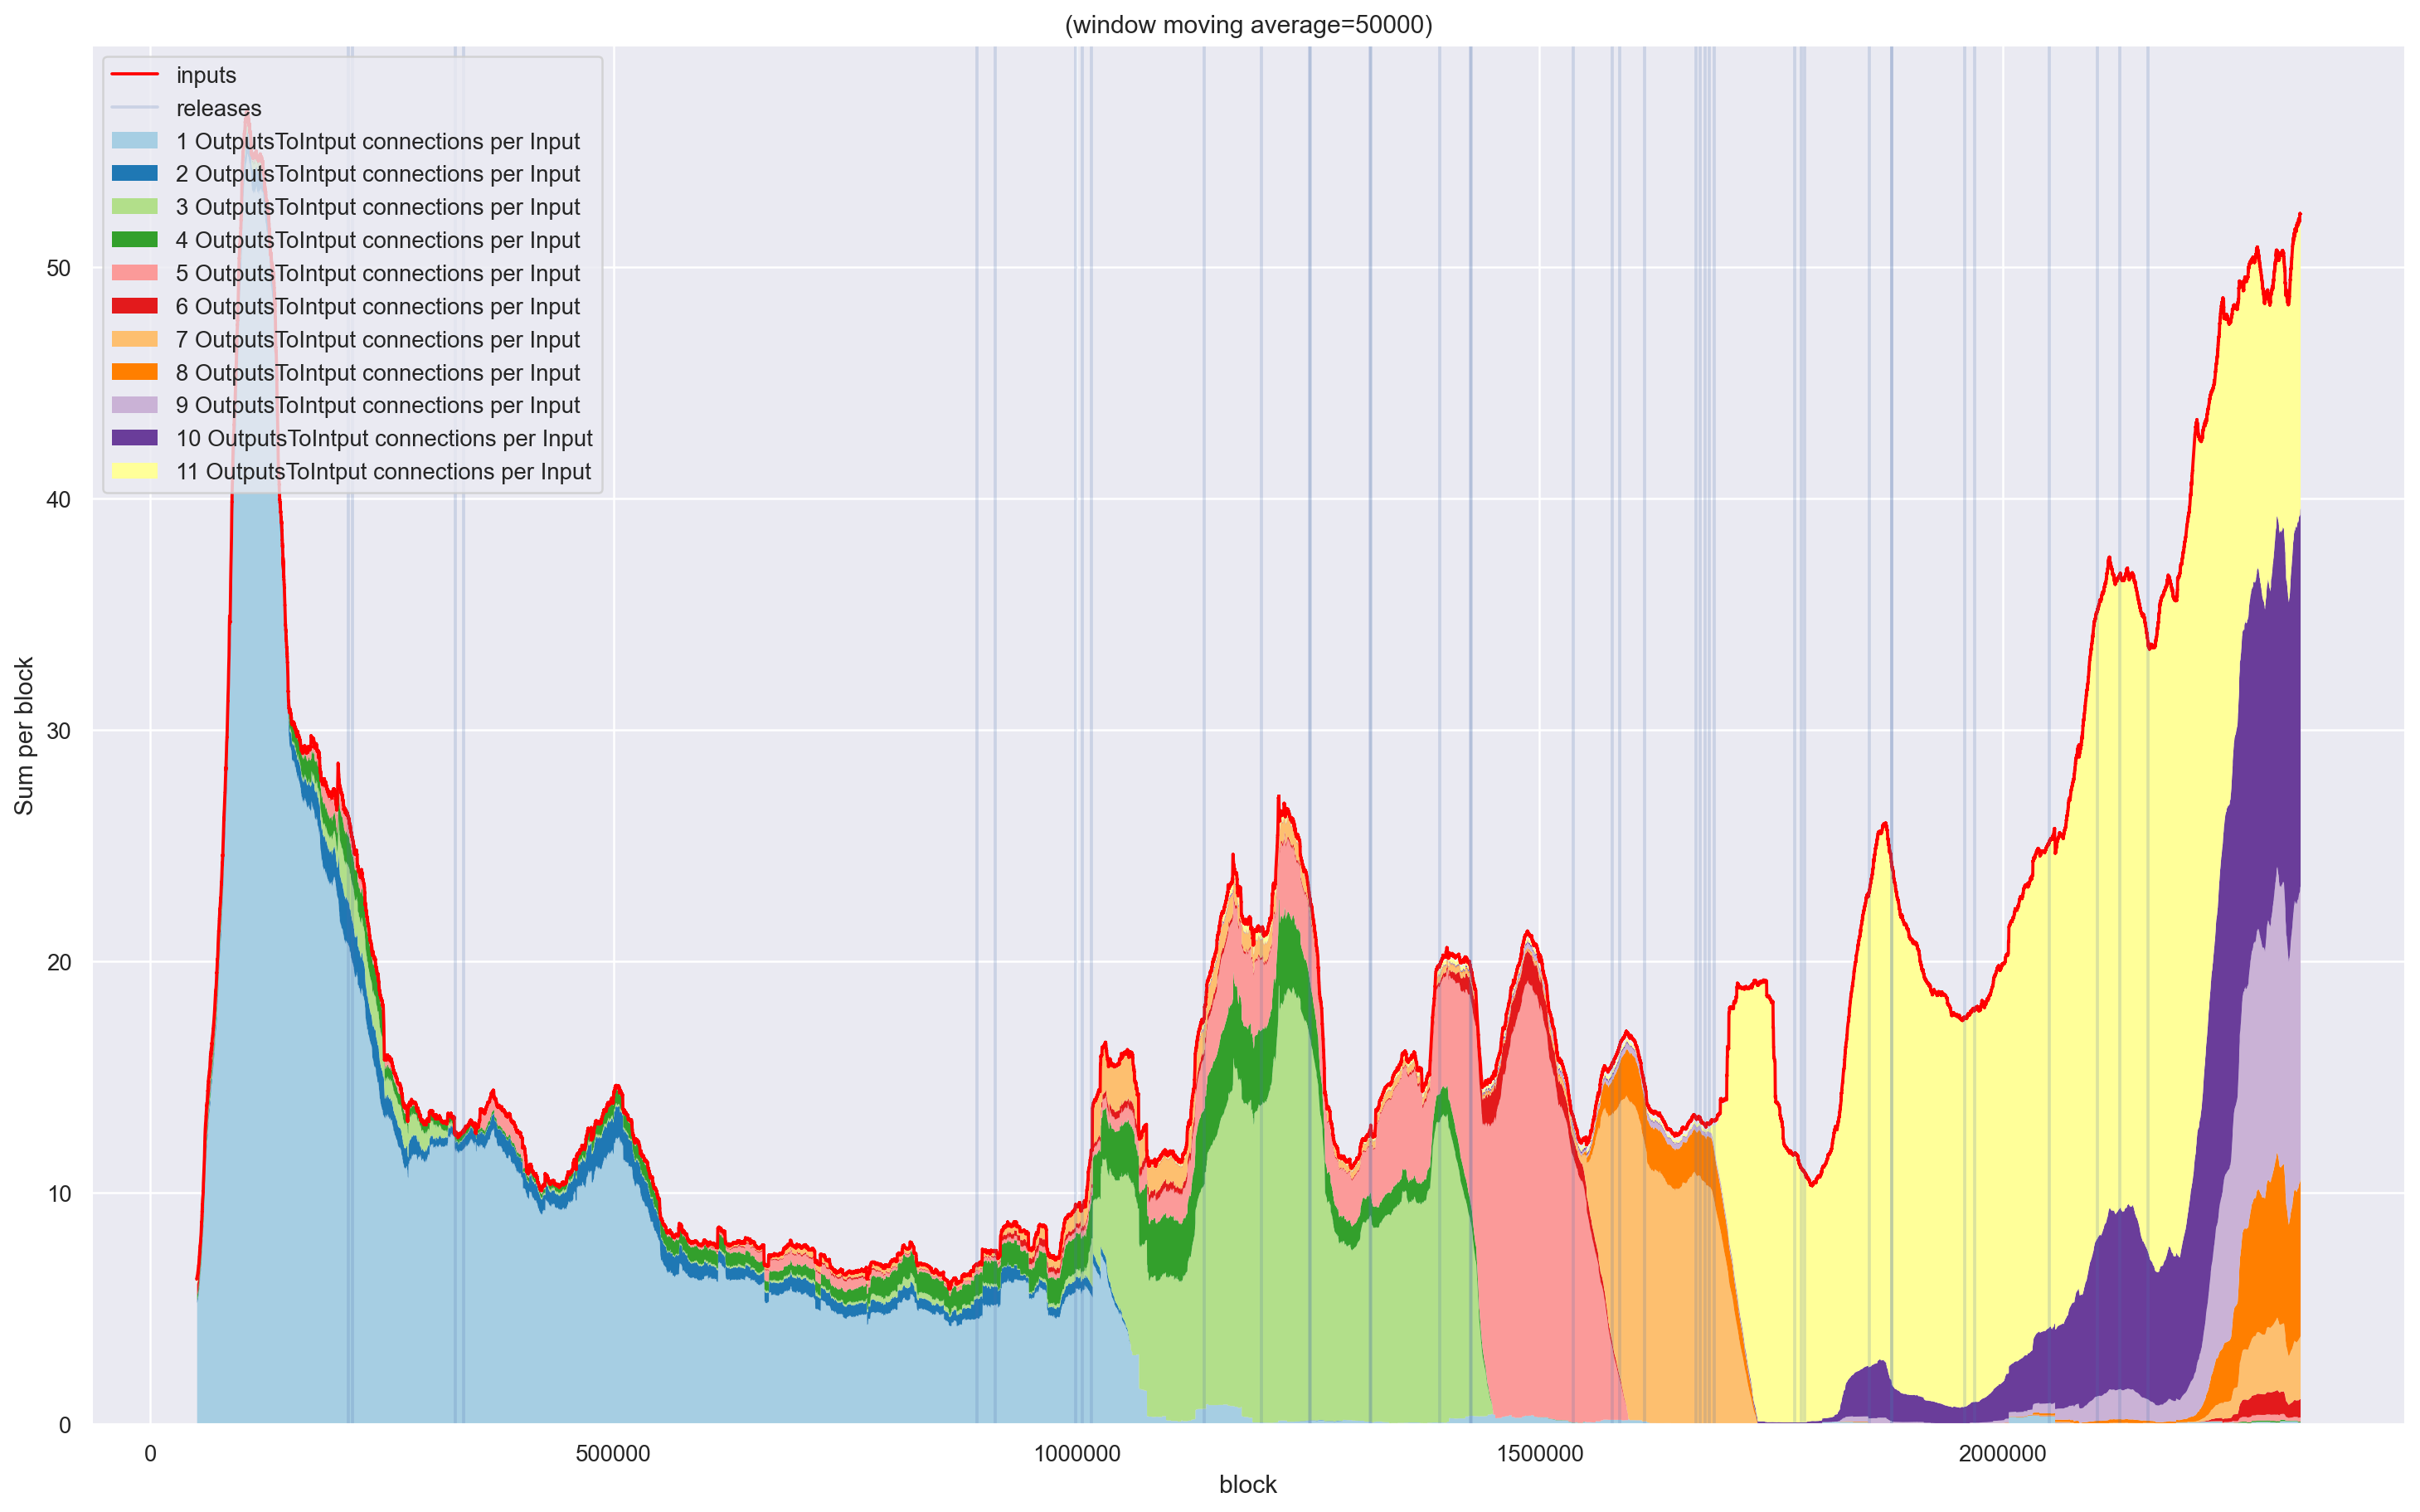 (window moving average=50000)
inputs
releases
1 OutputsToIntput connections per Input
2 OutputsToIntput connections per Input
3 OutputsToIntput connections per Input
4 OutputsToIntput connections per Input
5 OutputsToIntput connections per Input
6 OutputsToIntput connections per Input
7 OutputsToIntput connections per Input
8 OutputsToIntput connections per Input
9 OutputsToIntput connections per Input
10 OutputsToIntput connections per Input
11 OutputsToIntput connections per Input
Sum per block
50
40
30
20
10
0
0 500000 1000000 1500000 2000000
block